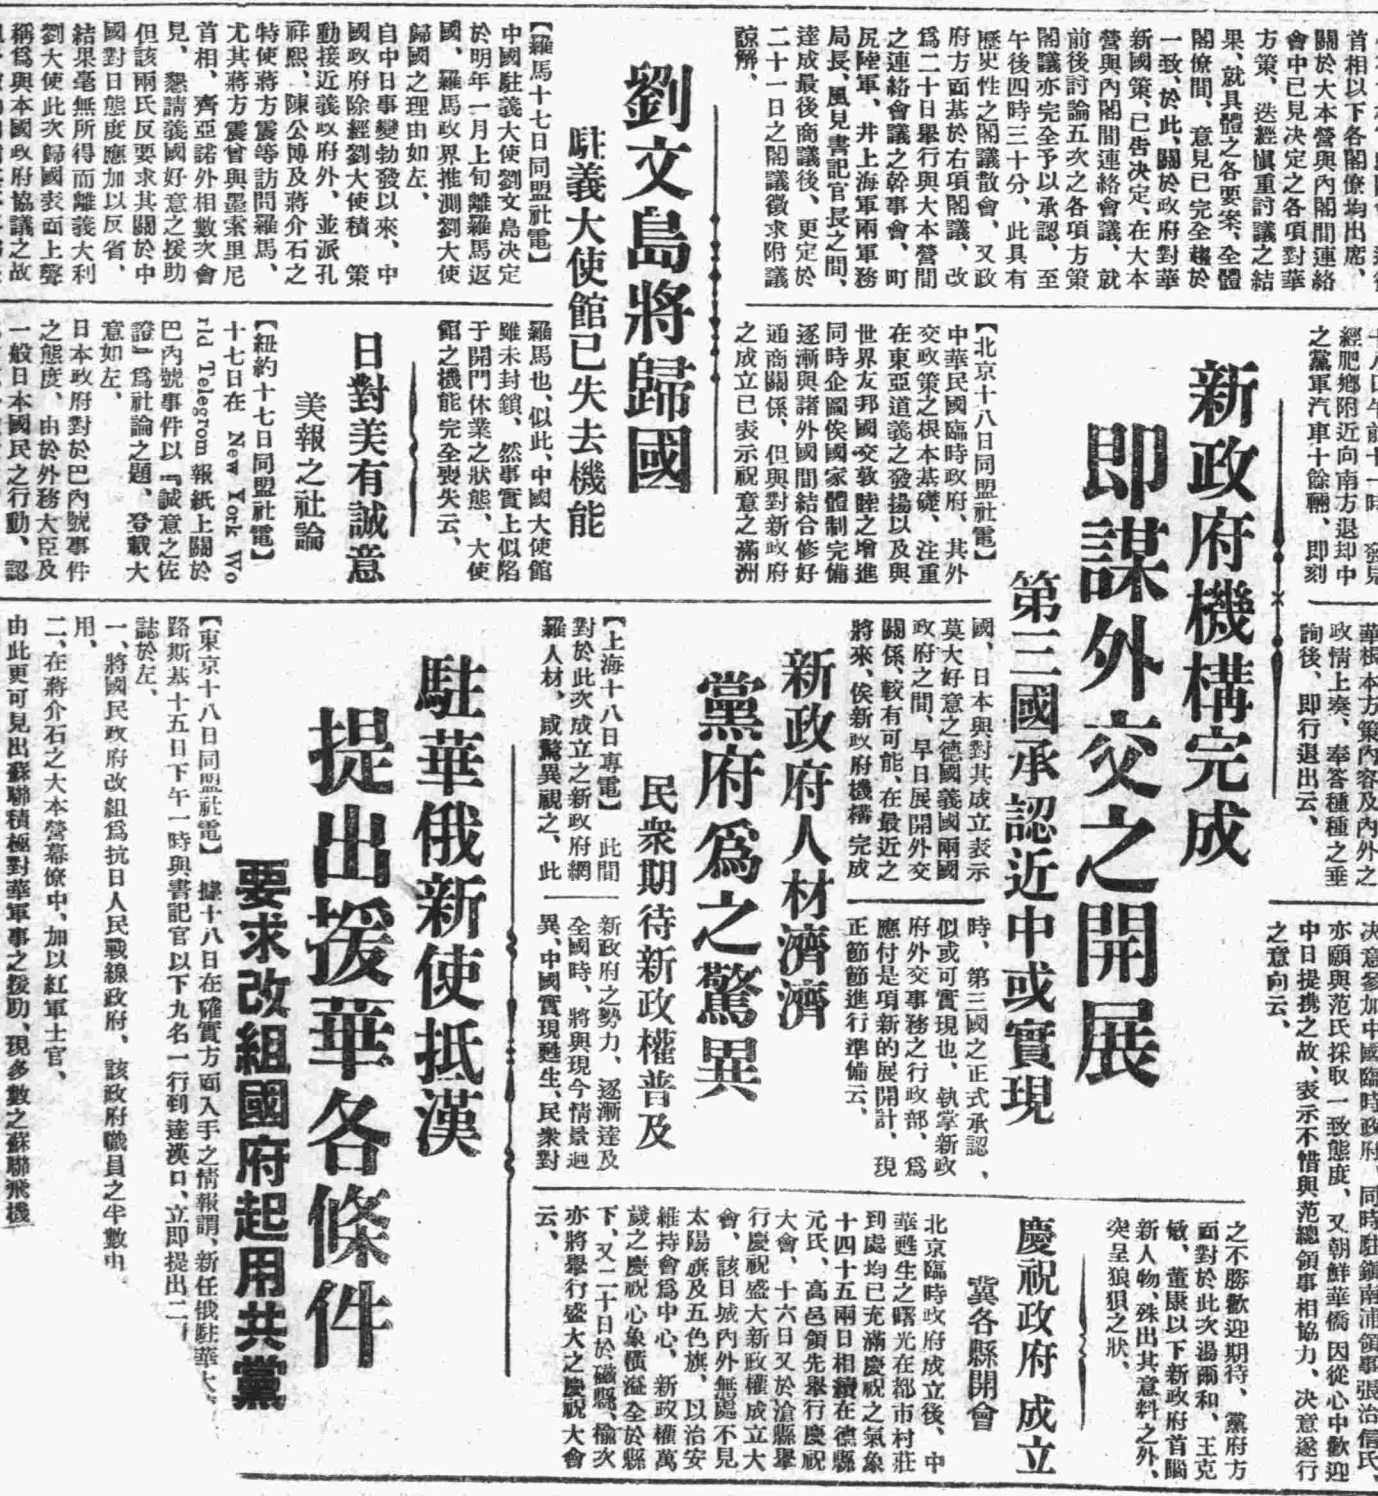 關於大本營與內閣間連絡
會中已見決定之各項對華
方策、迭經愼重討議之結
果、就具體之各要案、全體
閣僚間、意見已完全趨於
一致、於此、關於政府對華
新國策、已告決定、在大本
營與內閣間連絡會議、就
前後討論五次之各項方策
閣議亦完全予以承認、至
午後四時三十分、此具有
歷史性之閣議散會、又政
府方面基於右項閣議、改
爲二十日舉行與大本營間
之連絡會議之幹事會、町
尻陸軍、井上海軍兩軍務
局長、風見書記官長之間、
達成最後商議後、更定於
二十一日之閣議徵求附議
諒解、
劉文島將歸國
駐義大使館已失去機能
【羅馬十七日同盟社電】
中國駐義大使劉文島決定
於明年一月上旬離羅馬返
國、羅馬政界推測劉大使
歸國之理由如左、
自中日事變勃發以來、中
國政府除經劉大使積 策
動接近義政府外、並派孔
祥熙、陳公博及蔣介石之
特使蔣方震等訪問羅馬、
尤其蔣方震曾與墨索里尼
首相、齊亞諾外相數次會
見、懇請義國好意之援助
但該兩氏反要求其關於中
國對日態度應加以反省、
結果毫無所得而離義大利
劉大使此次歸國表面上聲
稱爲與本國政府協議之故
羅馬也、似此、中國大使館
雖未封鎖、然事實上似陷
于開門休業之狀態、大使
館之機能完全喪失云、
日對美有誠意
美報之社論
【紐約十七日同盟社電】
十七日在 New York Wo
rld Telegrom 報紙上關於
巴內號事件以『誠意之佐
證』爲社論之題、登載大
意如左、
日本政府對於巴內號事件
之態度、由於外務大臣及
一般日本國民之行動、認
經肥鄉附近向南方退却中
之黨軍汽車十餘輛、即刻
華根本方策內容及內外之
政情上奏、奉答種種之垂
詢後、即行退出云、
新政府機構完成
即謀外交之開展
第三國承認近中或實現
【北京十八日同盟社電】
中華民國臨時政府、其外
交政策之根本基礎、注重
在東亞道義之發揚以及與
世界友邦國交敦睦之增進
同時企圖俟國家體制完備
逐漸與諸外國間結合修好
通商關係、但與對新政府
之成立已表示祝意之滿洲
國、日本與對其成立表示
莫大好意之德國義國兩國
政府之間、早日展開外交
關係、較有可能、在最近之
將來、俟新政府機構完成
時、第三國之正式承認、
似或可實現也、執掌新政
府外交事務之行政部、爲
應付是項新的展開計、現
正節節進行準備云、
新政府人材濟濟
黨府爲之驚異
民衆期待新政權普及
【上海十八日專電】此間
對於此次成立之新政府網
羅人材、咸驚異視之、此
新政府之勢力、逐漸達及
全國時、將與現今情景迥
異、中國實現甦生、民衆對
之不勝歡迎期待、黨府方
面對於此次湯爾和、王克
敏、董康以下新政府首腦
新人物、殊出其意料之外、
突呈狼狽之狀、
決意參加中國臨時政府、同時駐鎭南浦領事張治信氏、
亦願與范氏採取一致態度、又朝鮮華僑因從心中歡迎
中日提携之故、表示不惜與范總領事相協力、决意遂行
之意向云、
慶祝政府成立
冀各縣開會
北京臨時政府成立後、中
華甦生之曙光在都市村莊
到處均已充滿慶祝之氣象
十四十五兩日相續在德縣
元氏、高邑領先舉行慶祝
大會、十六日又於滄縣舉
行慶祝盛大新政權成立大
會、該日城內外無處不見
太陽旗及五色旗、以治安
維持會爲中心、新政權萬
歲之慶祝心象橫溢全於縣
下、又二十日於磁縣、楡次
亦將舉行盛大之慶祝大會
云、
駐華俄新使抵漢
提出援華各條件
要求改組國府起用共黨
【東京十八日同盟社電】據十八日在確實方面入手之情報謂、新任俄駐華大
路斯基十五日下午一時與書記官以下九名一行到達漢口、立即提出二
誌於左、
一、將國民政府改組爲抗日人民戰線政府、該政府職員之半數由
用、
二、在蔣介石之大本營幕僚中、加以紅軍士官、
由此更可見出蘇聯積極對華軍事之援助、現多數之蘇聯飛機